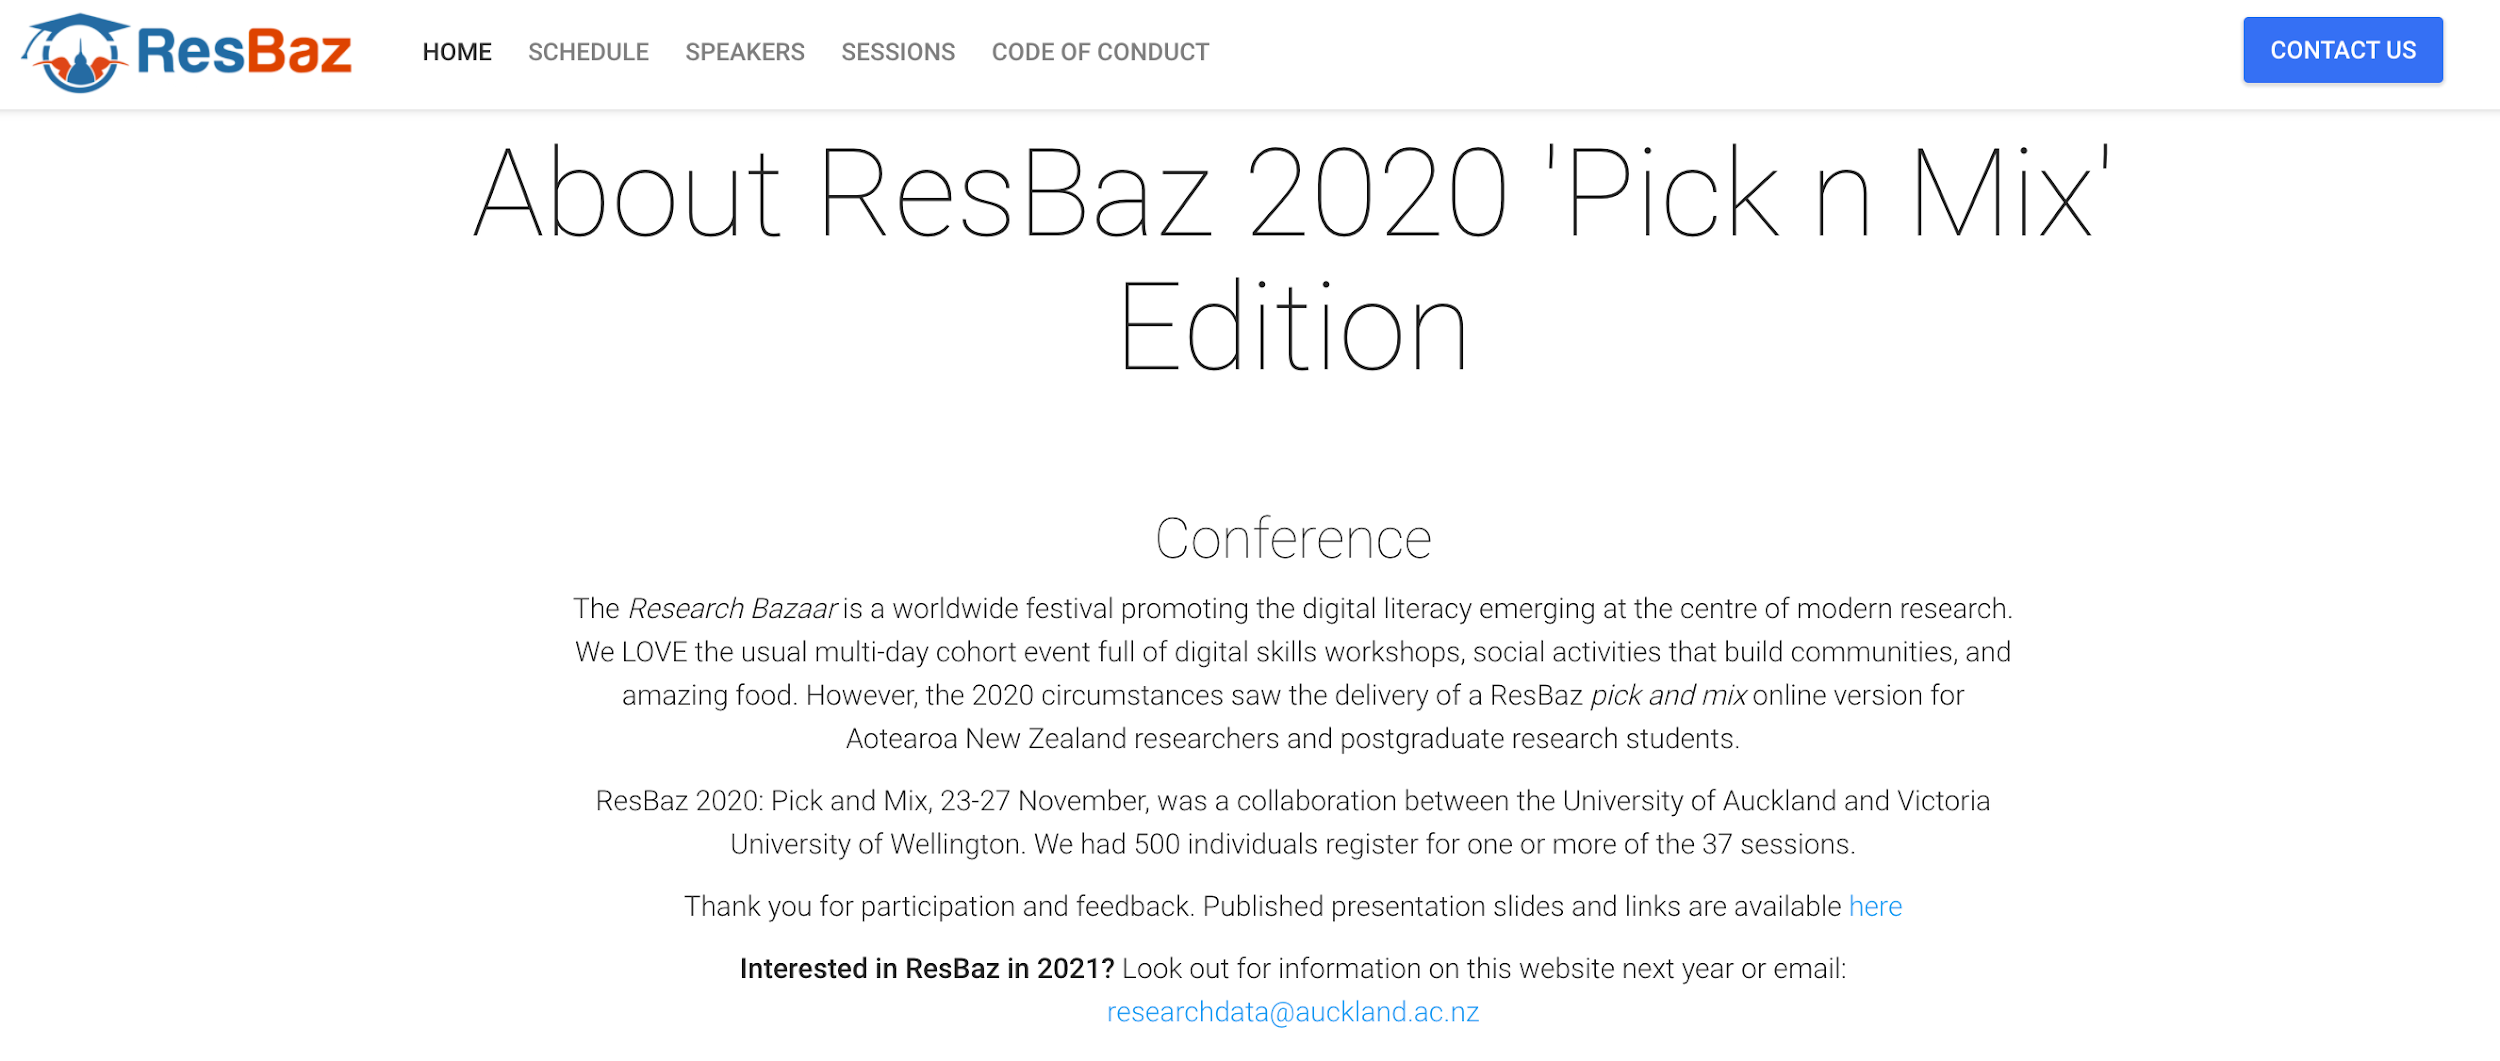 ResBaz
HOME SCHEDULE SPEAKERS SESSIONS CODE OF CONDUCT CONTACT US
About ResBaz 2020 'Pick n Mix'
Edition
Conference
The Research Bazaar is a worldwide festival promoting the digital literacy emerging at the centre of modern research.
We LOVE the usual multi-day cohort event full of digital skills workshops, social activities that build communities, and
amazing food. However, the 2020 circumstances saw the delivery of a ResBaz pick and mix online version for
Aotearoa New Zealand researchers and postgraduate research students.
ResBaz 2020: Pick and Mix, 23-27 November, was a collaboration between the University of Auckland and Victoria
University of Wellington. We had 500 individuals register for one or more of the 37 sessions.
Thank you for participation and feedback. Published presentation slides and links are available here
Interested in ResBaz in 2021? Look out for information on this website next year or email:
researchdata@auckland.ac.nz